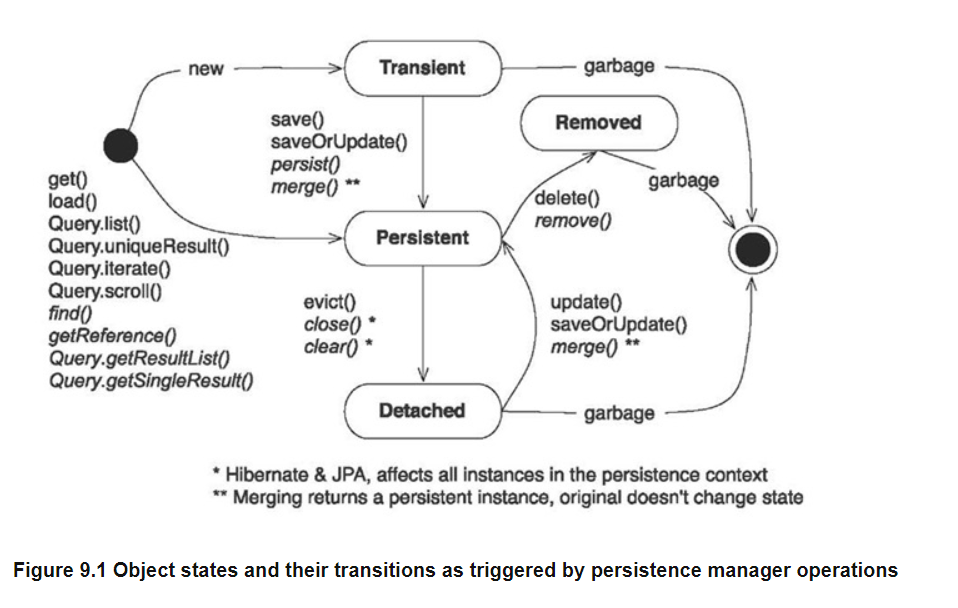 new
Transient
garbage
save()
saveOrUpdate()
persist()
merge() **
Removed
garbage
get()
load()
Query.list()
Query.uniqueResult()
Query.iterate()
Query.scroll()
find()
getReference()
Query.getResultList()
Query.getSingleResult()
Persistent
delete()
remove()
evict()
close() *
clear() *
update()
saveOrUpdate()
merge() **
Detached
garbage
* Hibernate & JPA, affects all instances in the persistence context
** Merging returns a persistent instance, original doesn't change state
Figure 9.1 Object states and their transitions as triggered by persistence manager operations